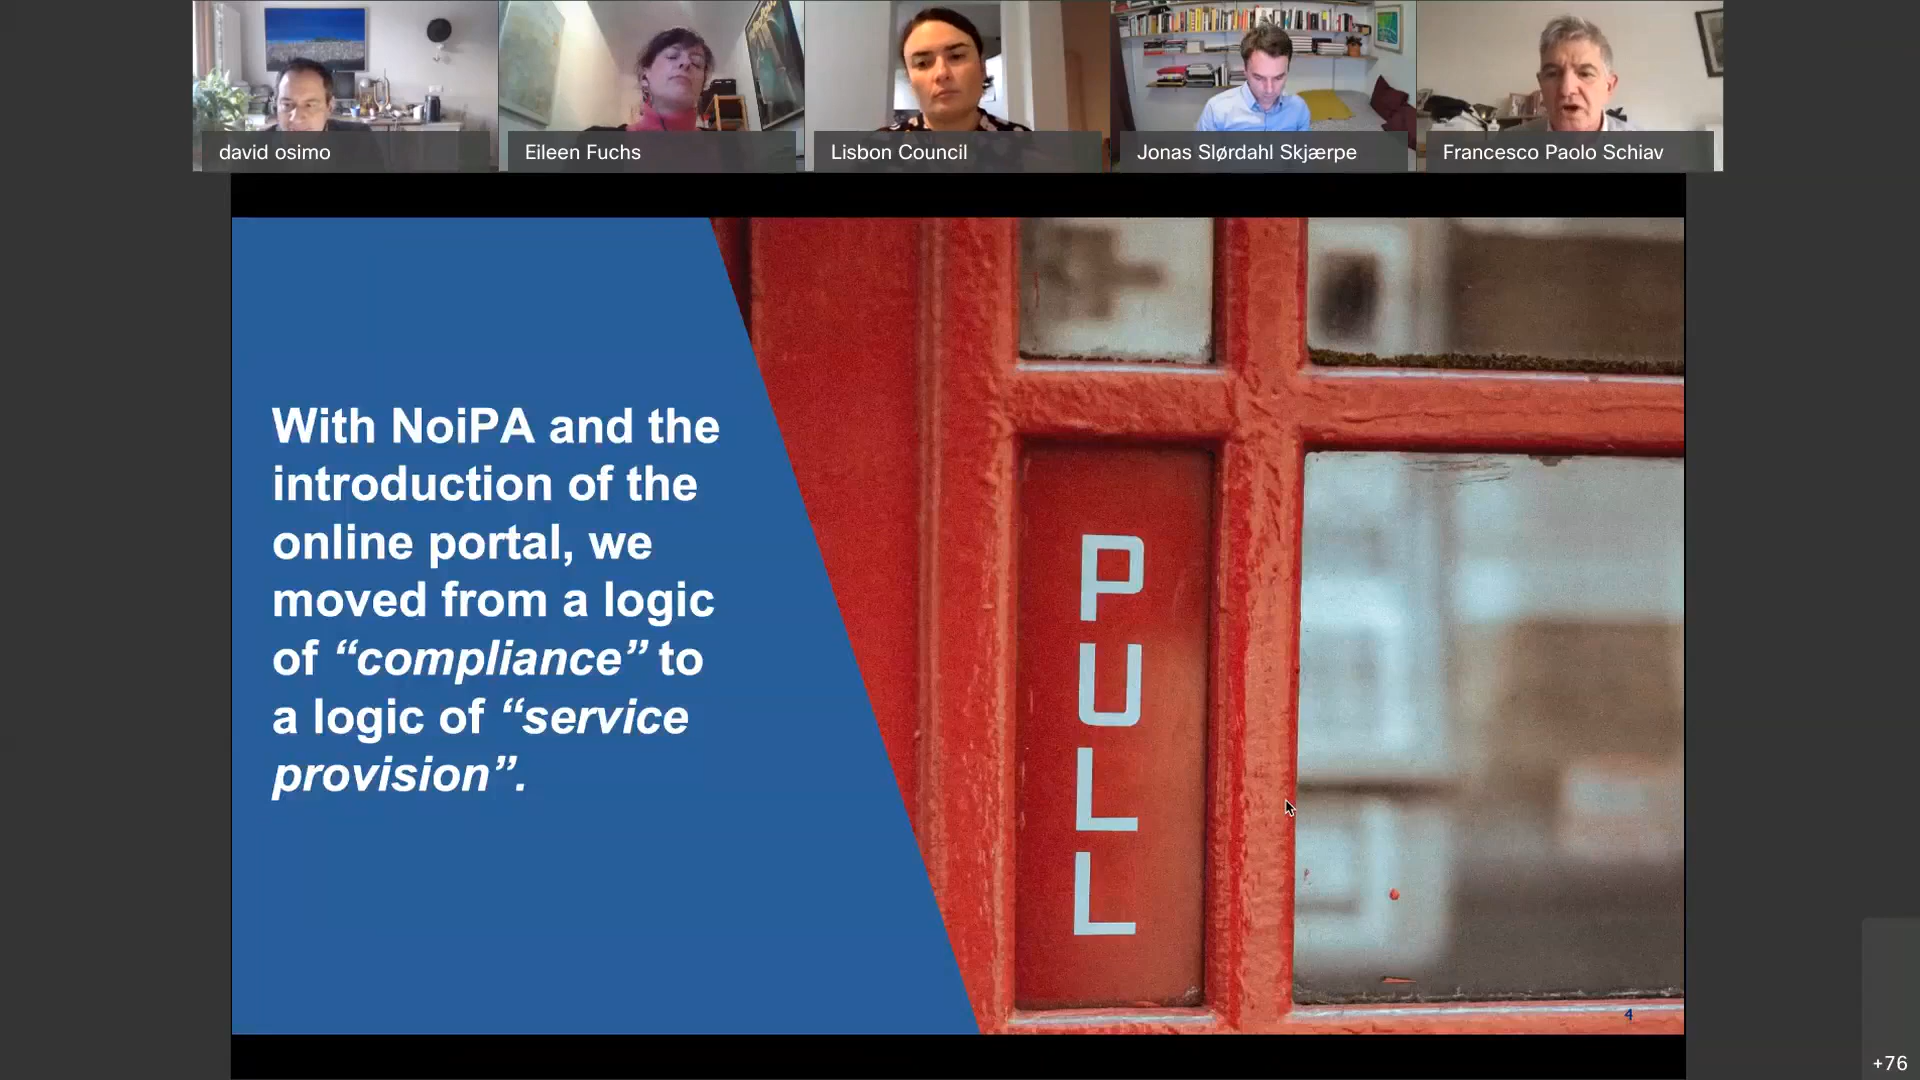 david osimo
Eileen Fuchs
Lisbon Council
Jonas Slørdahl Skjærpe
Francesco Paolo Schiav
With NoiPA and the
introduction of the
online portal, we
moved from a logic
of “compliance” to
a logic of “service
provision”.
PULL
4
+76